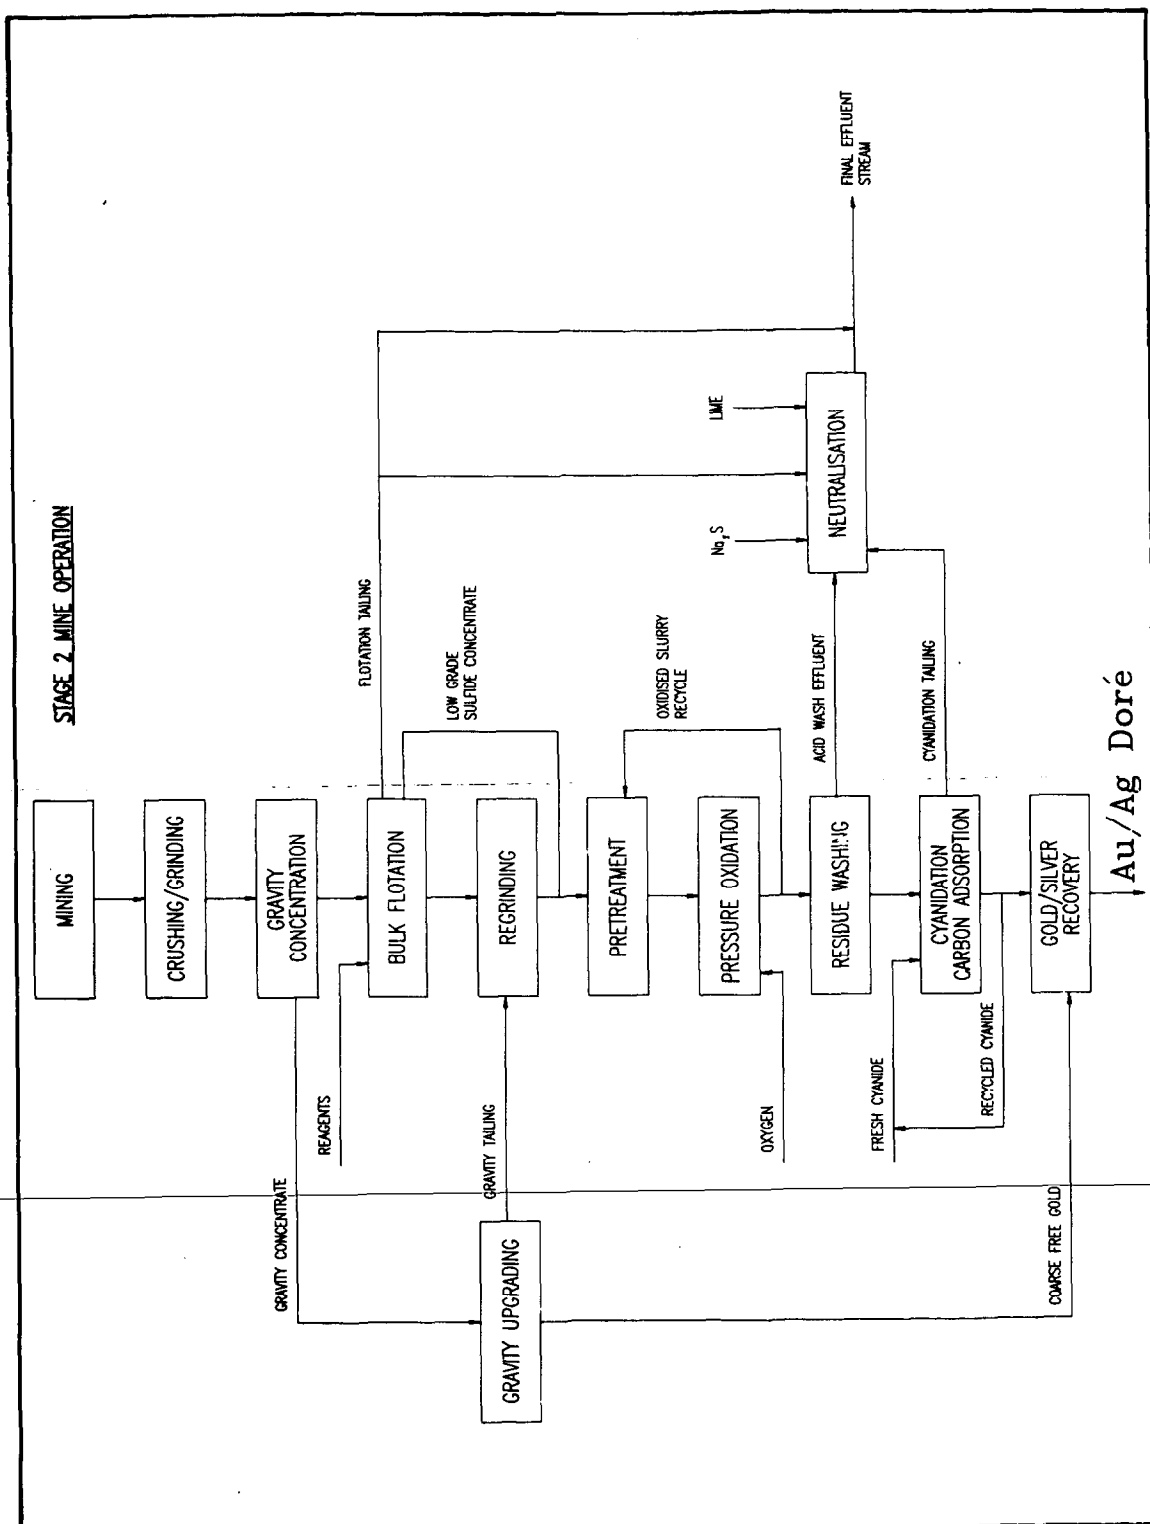 STAGE 2 MINE OPERATION
MINING
CRUSHING/GRINDING
GRAVITY
CONCENTRATION
GRAVITY CONCENTRATE
REAGENTS
BULK FLOTATION
FLOTATION TAILING
LOW GRADE
SULFIDE CONCENTRATE
GRAVITY UPGRADING
GRAVITY TAILING
REGRINDING
PRETREATMENT
OXIDISED SLURRY
RECYCLE
OXYGEN
PRESSURE OXIDATION
Na₂S
LIME
NEUTRALISATION
FINAL EFFLUENT
STREAM
RESIDUE WASHING
ACID WASH EFFLUENT
FRESH CYANIDE
CYANIDATION
CARBON ADSORPTION
CYANIDATION TAILING
RECYCLED CYANIDE
COARSE FREE GOLD
GOLD/SILVER
RECOVERY
Au/Ag Doré